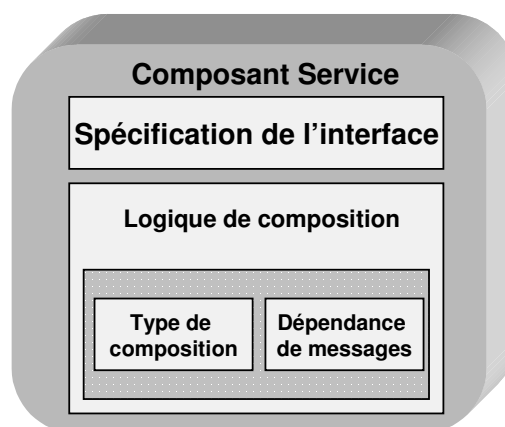 Composant Service
Spécification de l'interface
Logique de composition
Type de
composition
Dépendance
de messages